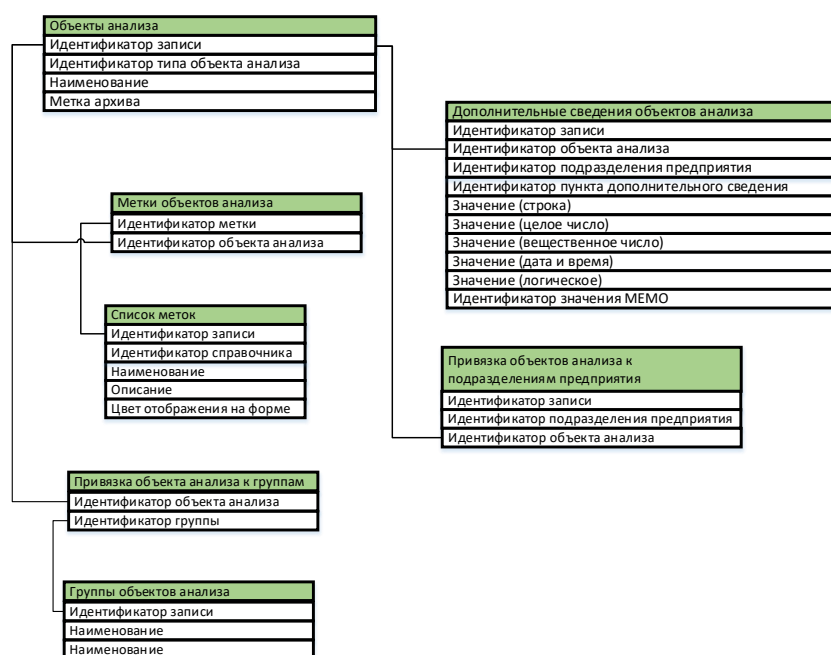 Объекты анализа
Идентификатор записи
Идентификатор типа объекта анализа
Наименование
Метка архива
Дополнительные сведения объектов анализа
Идентификатор записи
Идентификатор объекта анализа
Идентификатор подразделения предприятия
Идентификатор пункта дополнительного сведения
Значение (строка)
Значение (целое число)
Значение (вещественное число)
Значение (дата и время)
Значение (логическое)
Идентификатор значения МЕМО
Метки объектов анализа
Идентификатор метки
Идентификатор объекта анализа
Список меток
Идентификатор записи
Идентификатор справочника
Наименование
Описание
Цвет отображения на форме
Привязка объектов анализа к
подразделениям предприятия
Идентификатор записи
Идентификатор подразделения предприятия
Идентификатор объекта анализа
Привязка объекта анализа к группам
Идентификатор объекта анализа
Идентификатор группы
Группы объектов анализа
Идентификатор записи
Наименование
Наименование